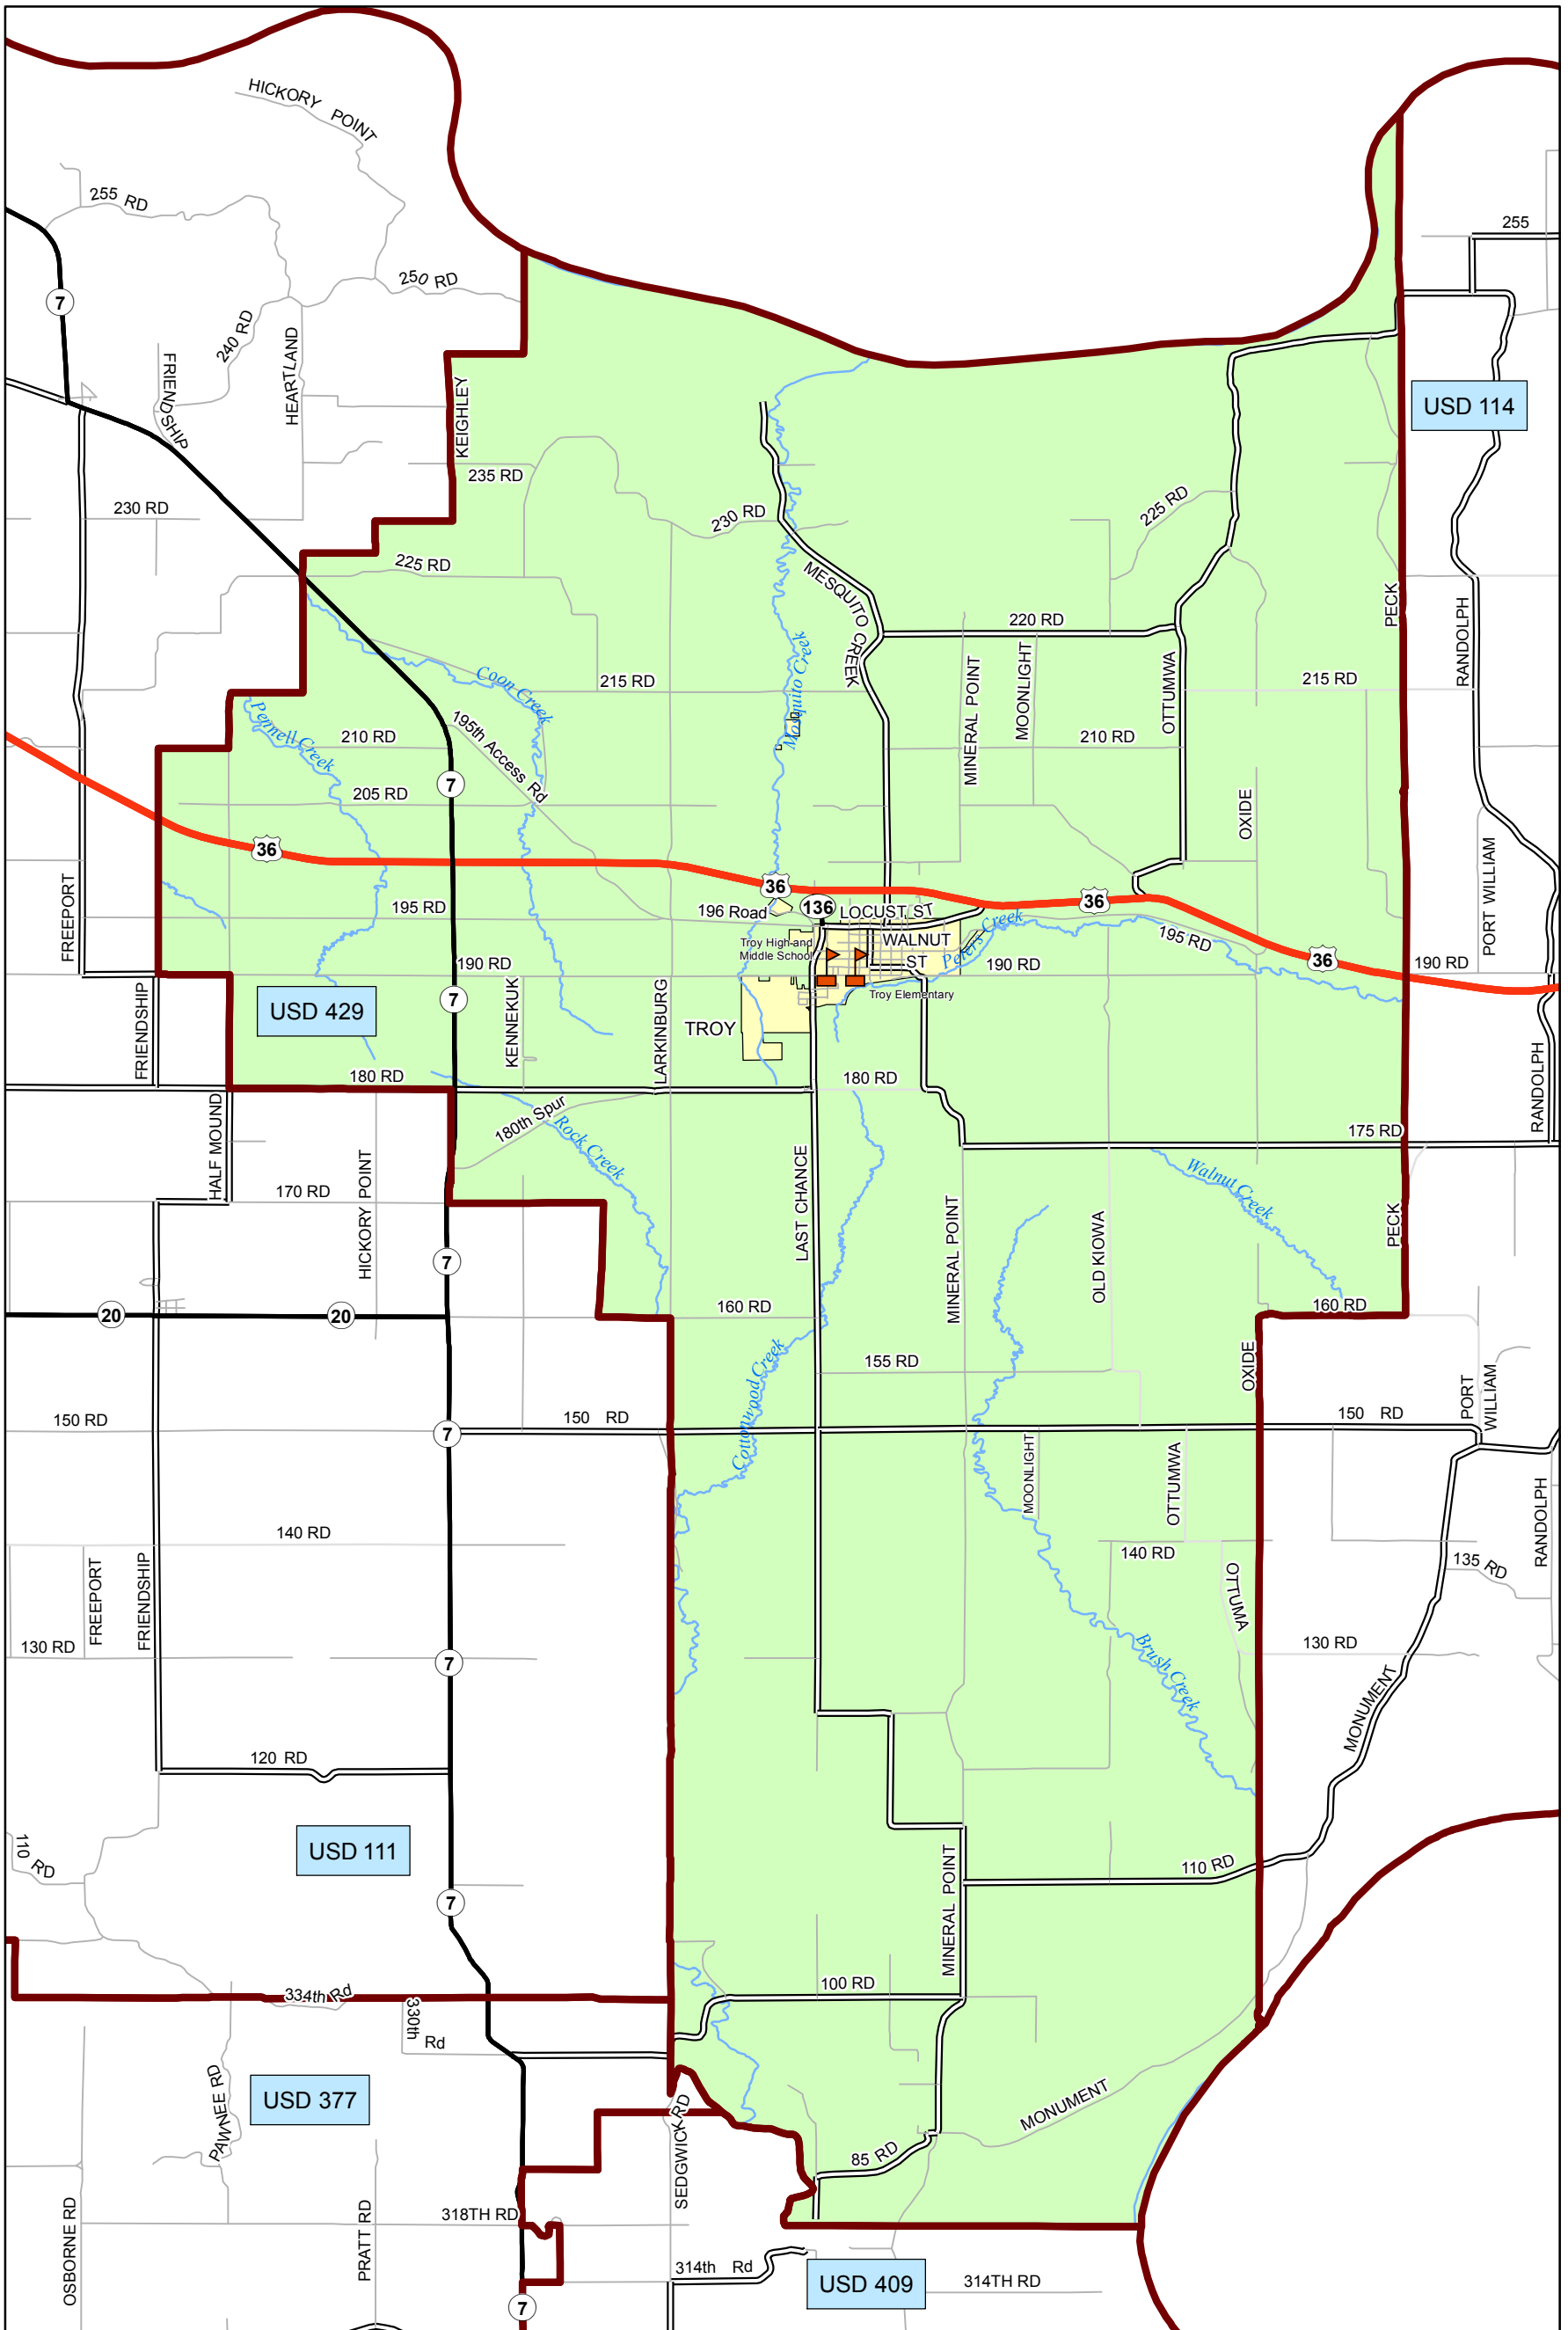 HICKORY POINT
255 RD
255
250 RD
7
240 RD
HEARTLAND
FRIENDSHIP
KEIGHLEY
USD 114
235 RD
230 RD
230 RD
225 RD
225 RD
MESQUITO CREEK
PECK
RANDOLPH
220 RD
Mosquito Creek
MINERAL POINT
MOONLIGHT
OTTUMWA
Coon Creek
215 RD
215 RD
Pennell Creek
195th Access Rd
210 RD
210 RD
7
205 RD
OXIDE
36
PORT WILLIAM
FREEPORT
36
36
195 RD
196 Road
136
LOCUST ST
Troy High and
Middle School
WALNUT
ST
Peters Creek
195 RD
36
190 RD
190 RD
190 RD
Troy Elementary
USD 429
7
KENNEKUK
LARKINBURG
TROY
FRIENDSHIP
180 RD
180 RD
RANDOLPH
180th Spur
Rock Creek
175 RD
HALF MOUND
HICKORY POINT
LAST CHANCE
Walnut Creek
170 RD
MINERAL POINT
OLD KIOWA
PECK
7
20
20
160 RD
160 RD
Cottonwood Creek
155 RD
OXIDE
PORT
WILLIAM
150 RD
150 RD
150 RD
7
MOONLIGHT
OTTUMWA
RANDOLPH
140 RD
140 RD
135 RD
FREEPORT
FRIENDSHIP
OTTUMA
130 RD
130 RD
7
Brush Creek
MONUMENT
120 RD
USD 111
110 RD
110 RD
MINERAL POINT
7
334th Rd
100 RD
330th
Rd
USD 377
PAWNEE RD
SEDGWICK RD
MONUMENT
85 RD
OSBORNE RD
PRATT RD
318TH RD
314th Rd
USD 409
314TH RD
7